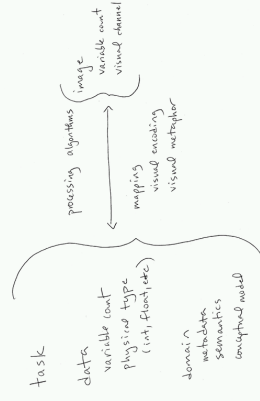 task
data
variable count
physical type
(int, float, etc)
domain
metadata
semantics
conceptual model
processing algorithms
mapping
visual encoding
visual metaphor
image
variable count
visual channel